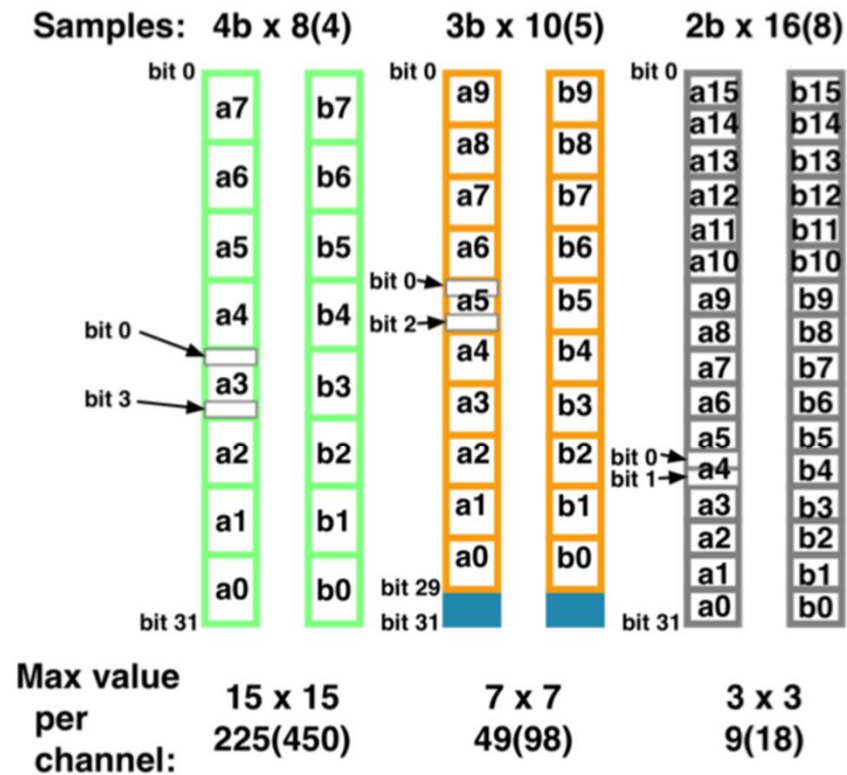 Samples: 4b x 8(4) 3b x 10(5) 2b x 16(8)
bit 0 bit 0 bit 0
a7 b7 a9 b9 a15 b15
a14 b14
a6 b6 a8 b8 a13 b13
a7 b7 a12 b12
a5 b5 a6 b6 a11 b11
a10 b10
bit 0
a4 b4 a5 b5 a9 b9
bit 2
bit 0
a8 b8
a4 b4 a7 b7
a3 b3
bit 3
a3 b3 a6 b6
a2 b2 a2 b2 a5 b5
bit 0
a4 b4
bit 1
a1 b1 a1 b1 a3 b3
a2 b2
a0 b0 a0 b0 a1 b1
bit 29
a0 b0
bit 31 bit 31 bit 31
Max value
per
channel:
15 x 15 7 x 7 3 x 3
225(450) 49(98) 9(18)